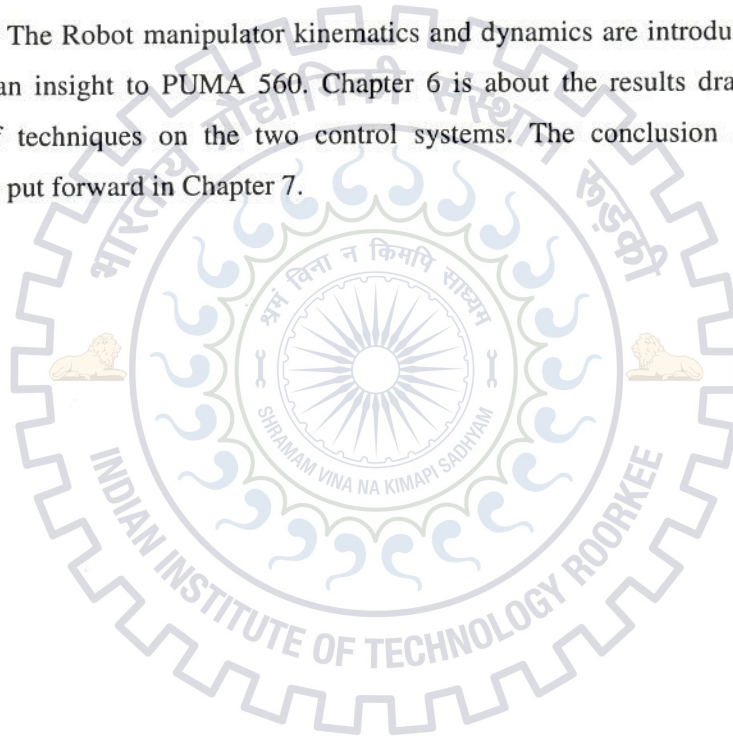 The Robot manipulator kinematics and dynamics are introdu
an insight to PUMA 560. Chapter 6 is about the results dra
techniques on the two control systems. The conclusion
put forward in Chapter 7.
भारतीय प्रौद्योगिकी संस्थान रुड़की
श्रमं विना न किमपि साध्यम
SHRAMAM VINA NA KIMAPI SADHYAM
INDIAN INSTITUTE OF TECHNOLOGY ROORKEE